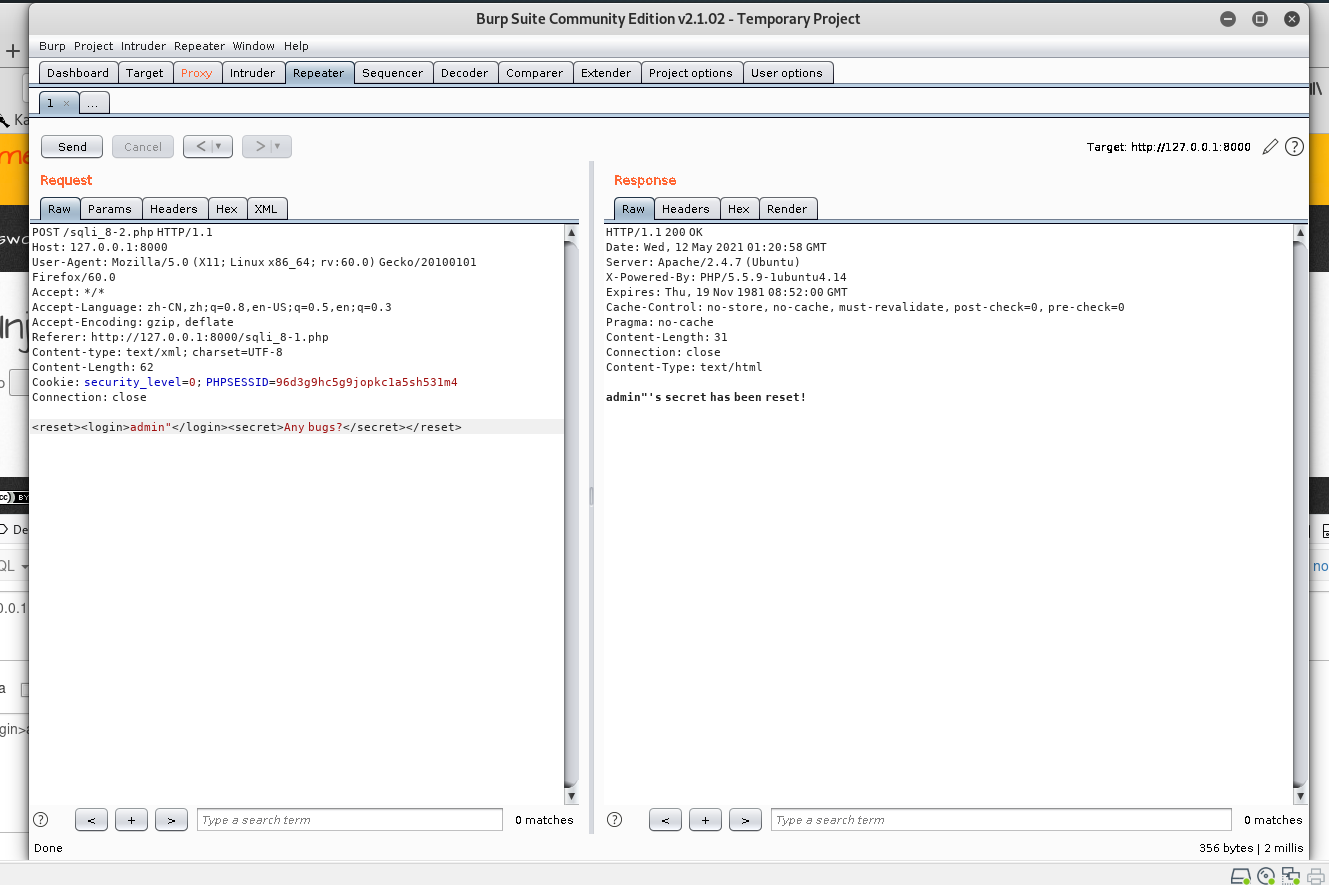 Burp Suite Community Edition v2.1.02 - Temporary Project
Burp Project Intruder Repeater Window Help
Dashboard Target Proxy Intruder Repeater Sequencer Decoder Comparer Extender Project options User options
1 × ...
Send Cancel < | ▼ > | ▼ Target: http://127.0.0.1:8000 ?
Request
Raw Params Headers Hex XML
POST /sqli_8-2.php HTTP/1.1
Host: 127.0.0.1:8000
User-Agent: Mozilla/5.0 (X11; Linux x86_64; rv:60.0) Gecko/20100101
Firefox/60.0
Accept: */*
Accept-Language: zh-CN,zh;q=0.8,en-US;q=0.5,en;q=0.3
Accept-Encoding: gzip, deflate
Referer: http://127.0.0.1:8000/sqli_8-1.php
Content-type: text/xml; charset=UTF-8
Content-Length: 62
Cookie: security_level=0; PHPSESSID=96d3g9hc5g9jopkc1a5sh531m4
Connection: close
<reset><login>admin"</login><secret>Any bugs?</secret></reset>
? < + > Type a search term 0 matches
Response
Raw Headers Hex Render
HTTP/1.1 200 OK
Date: Wed, 12 May 2021 01:20:58 GMT
Server: Apache/2.4.7 (Ubuntu)
X-Powered-By: PHP/5.5.9-1ubuntu4.14
Expires: Thu, 19 Nov 1981 08:52:00 GMT
Cache-Control: no-store, no-cache, must-revalidate, post-check=0, pre-check=0
Pragma: no-cache
Content-Length: 31
Connection: close
Content-Type: text/html
admin"'s secret has been reset!
? < + > Type a search term 0 matches
Done 356 bytes | 2 millis